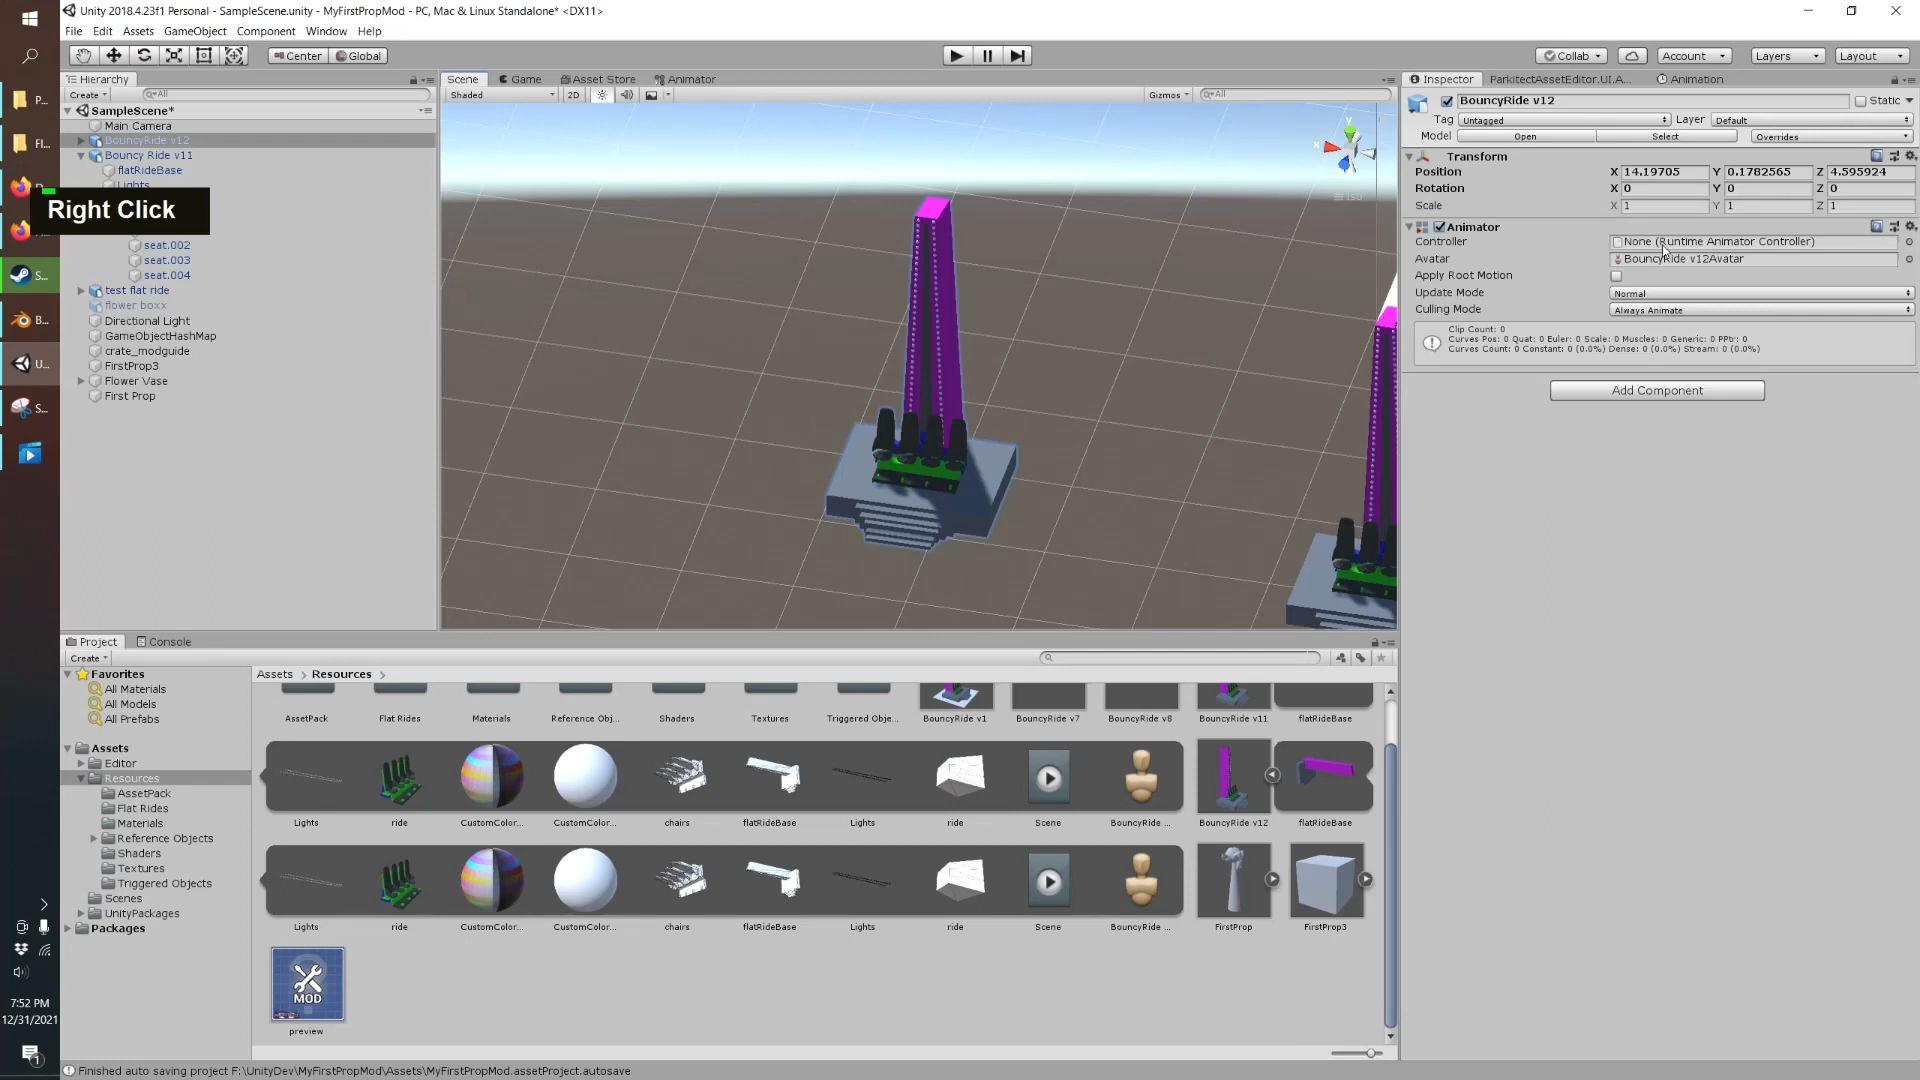 Unity 2018.4.23f1 Personal - SampleScene.unity - MyFirstPropMod - PC, Mac & Linux Standalone* <DX11>
File Edit Assets GameObject Component Window Help
Center Global
Collab Account Layers Layout
Hierarchy
Create All
SampleScene*
Main Camera
BouncyRide v12
Bouncy Ride v11
flatRideBase
Lights
Right Click
seat.002
seat.003
seat.004
test flat ride
flower boxx
Directional Light
GameObjectHashMap
crate_modguide
FirstProp3
Flower Vase
First Prop
Scene Game Asset Store Animator
Shaded 2D Gizmos All
y
x
Iso
Inspector ParkitectAssetEditor.UI.A... Animation
BouncyRide v12 Static
Tag Untagged Layer Default
Model Open Select Overrides
Transform
Position X 14.19705 Y 0.1782565 Z 4.595924
Rotation X 0 Y 0 Z 0
Scale X 1 Y 1 Z 1
Animator
Controller None (Runtime Animator Controller)
Avatar BouncyRide v12Avatar
Apply Root Motion
Update Mode Normal
Culling Mode Always Animate
Clip Count: 0
Curves Pos: 0 Quat: 0 Euler: 0 Scale: 0 Muscles: 0 Generic: 0 PPtr: 0
Curves Count: 0 Constant: 0 (0.0%) Dense: 0 (0.0%) Stream: 0 (0.0%)
Add Component
Project Console
Create
Favorites
All Materials
All Models
All Prefabs
Assets
Editor
Resources
AssetPack
Flat Rides
Materials
Reference Objects
Shaders
Textures
Triggered Objects
Scenes
UnityPackages
Packages
Assets Resources
AssetPack Flat Rides Materials Reference Obj... Shaders Textures Triggered Obje... BouncyRide v1 BouncyRide v7 BouncyRide v8 BouncyRide v11 flatRideBase
Lights ride CustomColor... CustomColor... chairs flatRideBase Lights ride Scene BouncyRide ... BouncyRide v12 flatRideBase
Lights ride CustomColor... CustomColor... chairs flatRideBase Lights ride Scene BouncyRide ... FirstProp FirstProp3
MOD
preview
Finished auto saving project F:\UnityDev\MyFirstPropMod\Assets\MyFirstPropMod.assetProject.autosave
P...
Fl...
S...
B...
U...
S...
7:52 PM
12/31/2021
1